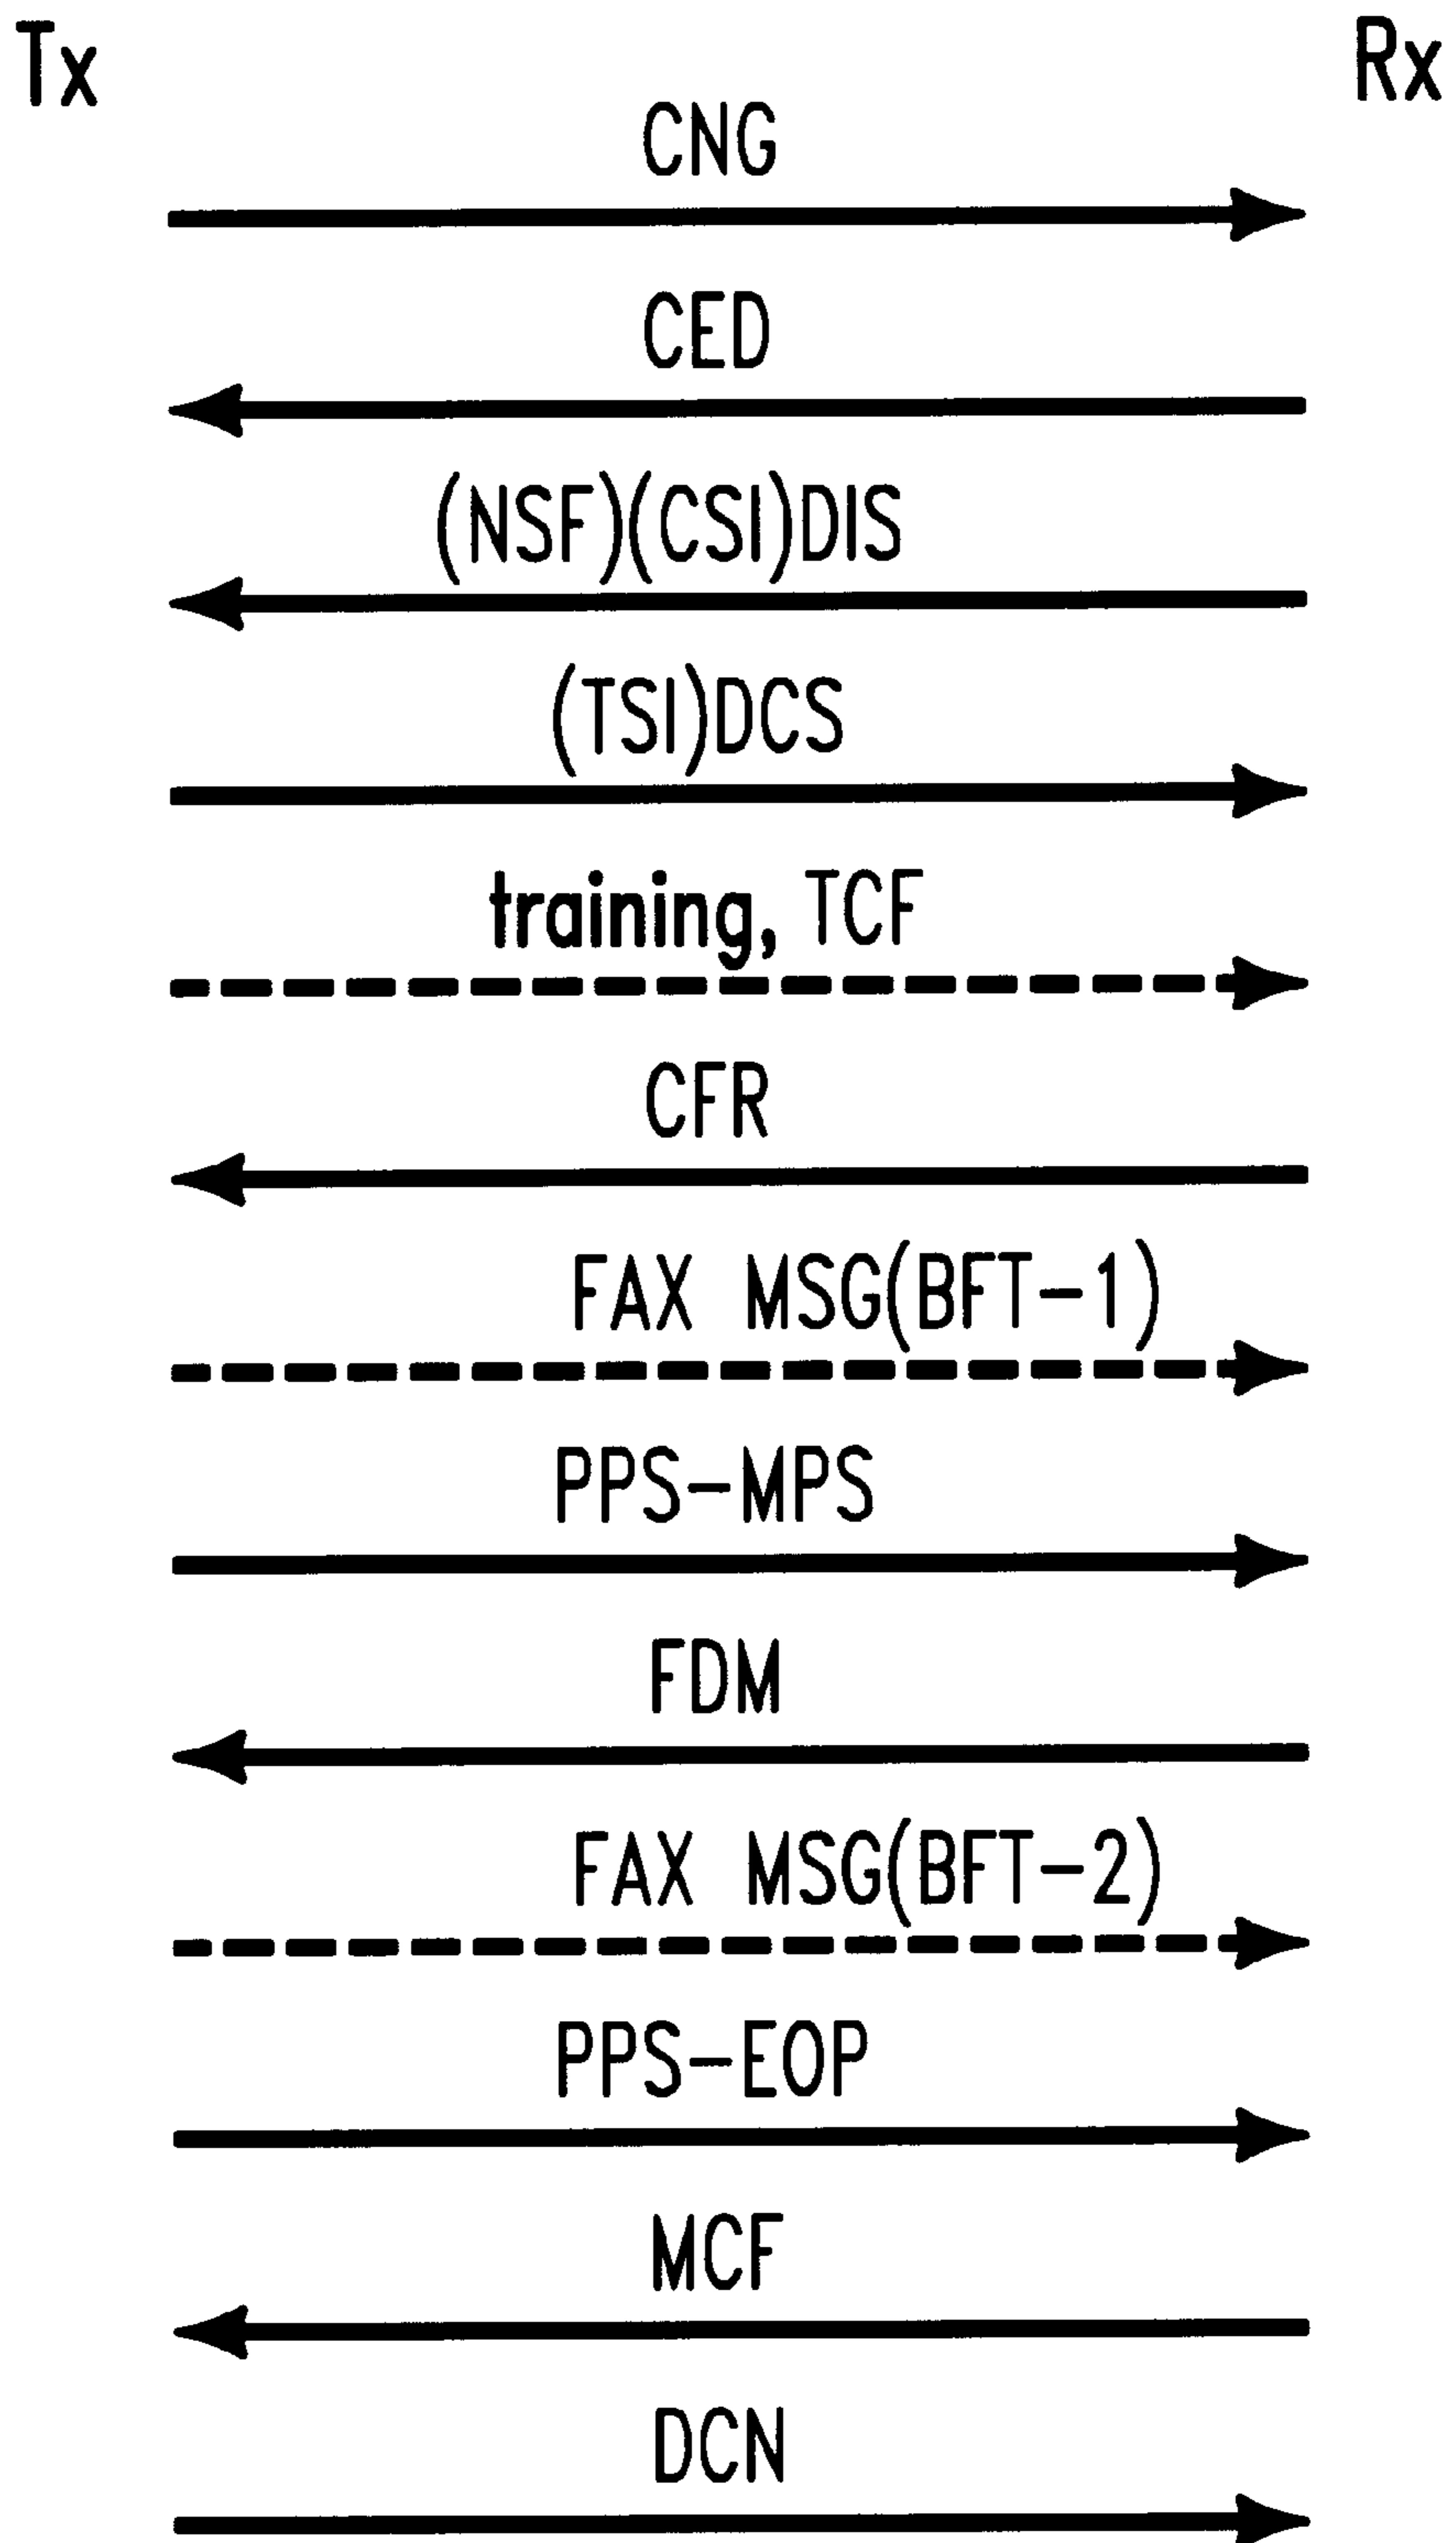 Tx Rx
CNG
CED
(NSF)(CSI)DIS
(TSI)DCS
training, TCF
CFR
FAX MSG(BFT-1)
PPS-MPS
FDM
FAX MSG(BFT-2)
PPS-EOP
MCF
DCN